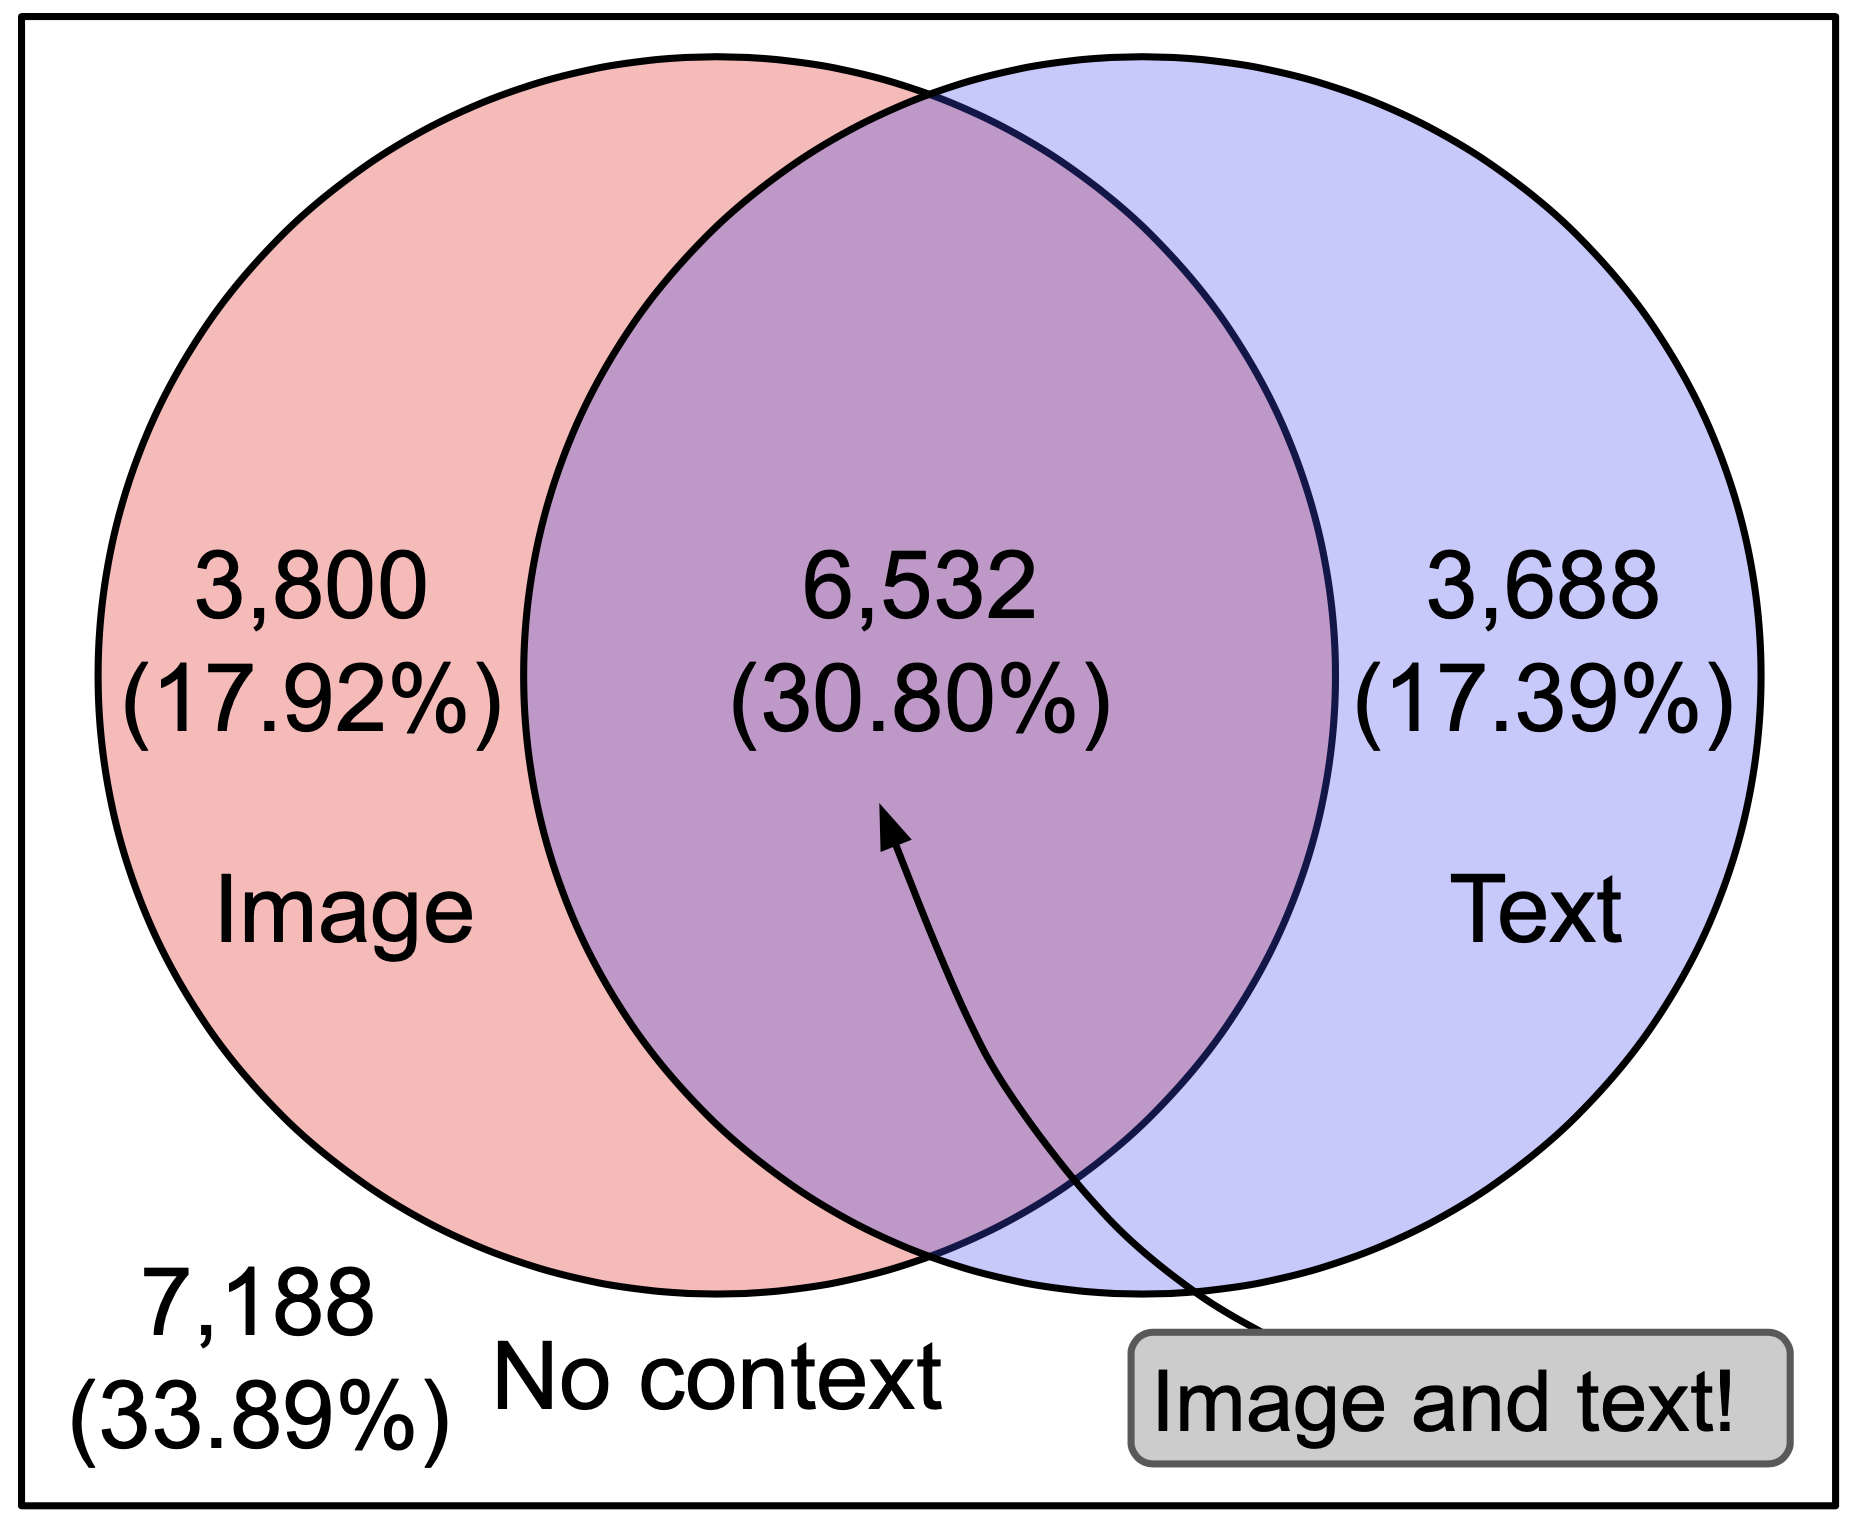 3,800
(17.92%)
Image
6,532
(30.80%)
3,688
(17.39%)
Text
7,188
(33.89%)
No context
Image and text!